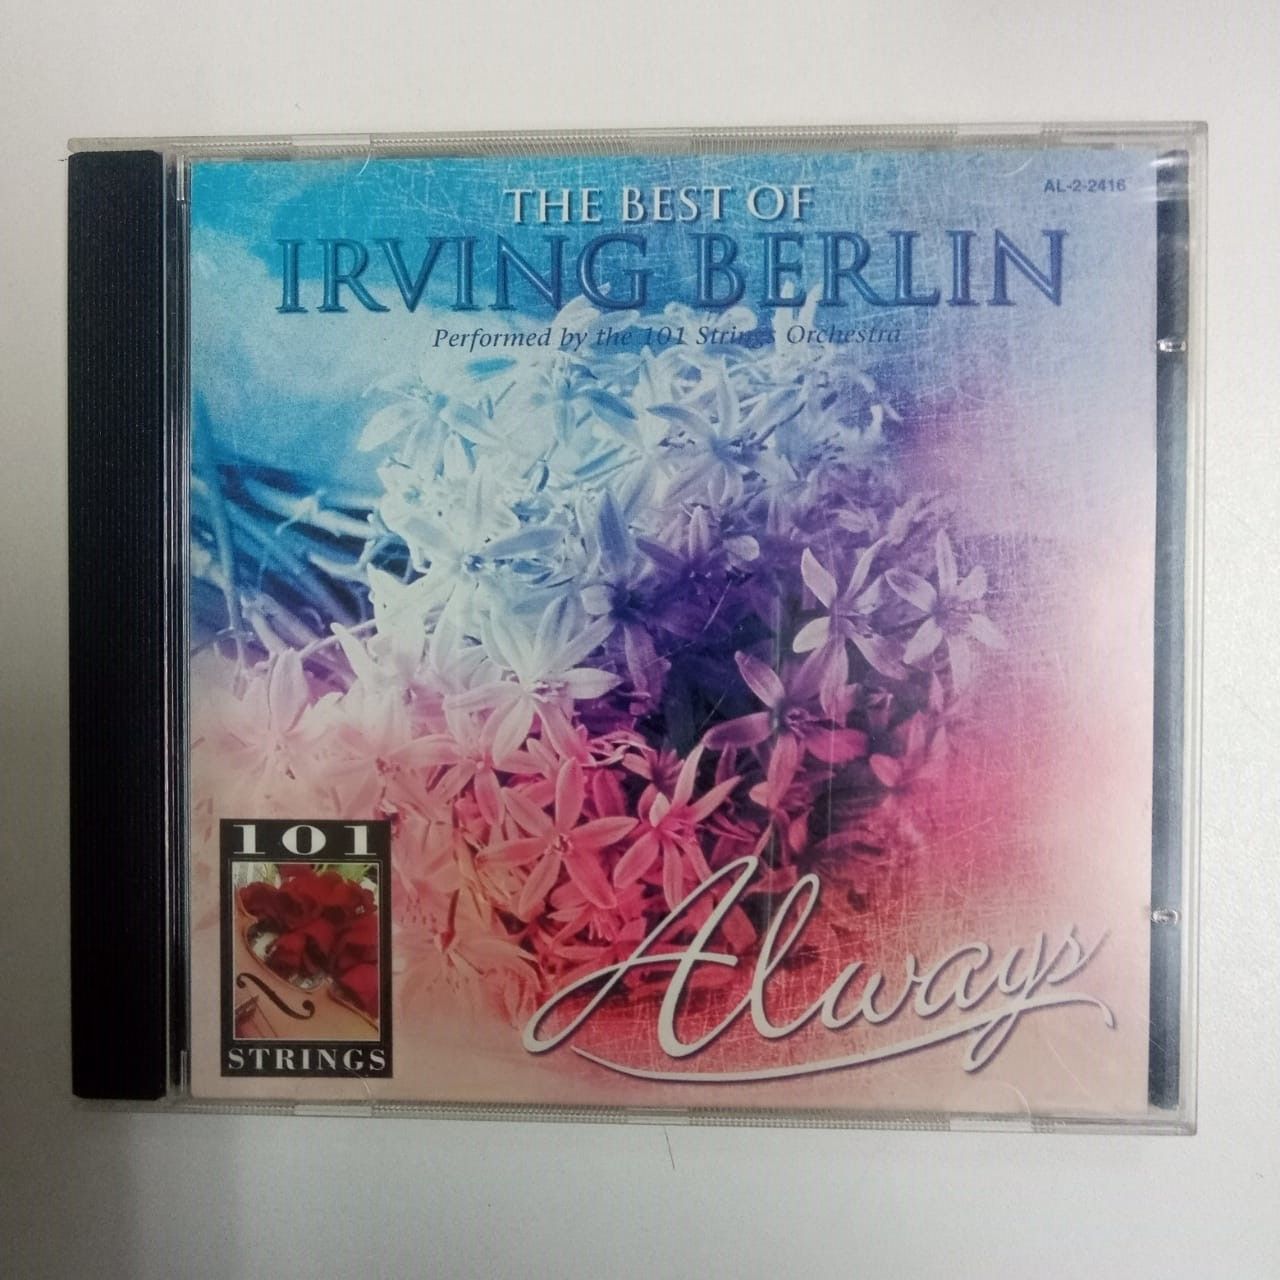 AL-2-2416
THE BEST OF
IRVING BERLIN
Performed by the 101 Strings Orchestra
101
STRINGS
Always